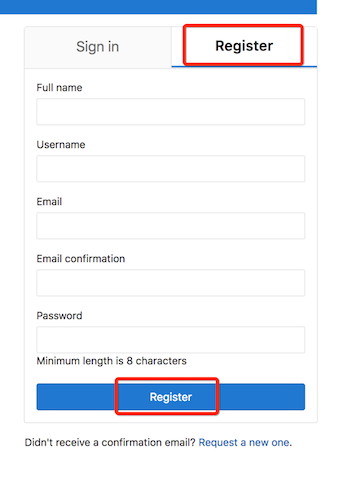 Sign in
Register
Full name
Username
Email
Email confirmation
Password
Minimum length is 8 characters
Register
Didn't receive a confirmation email? Request a new one.